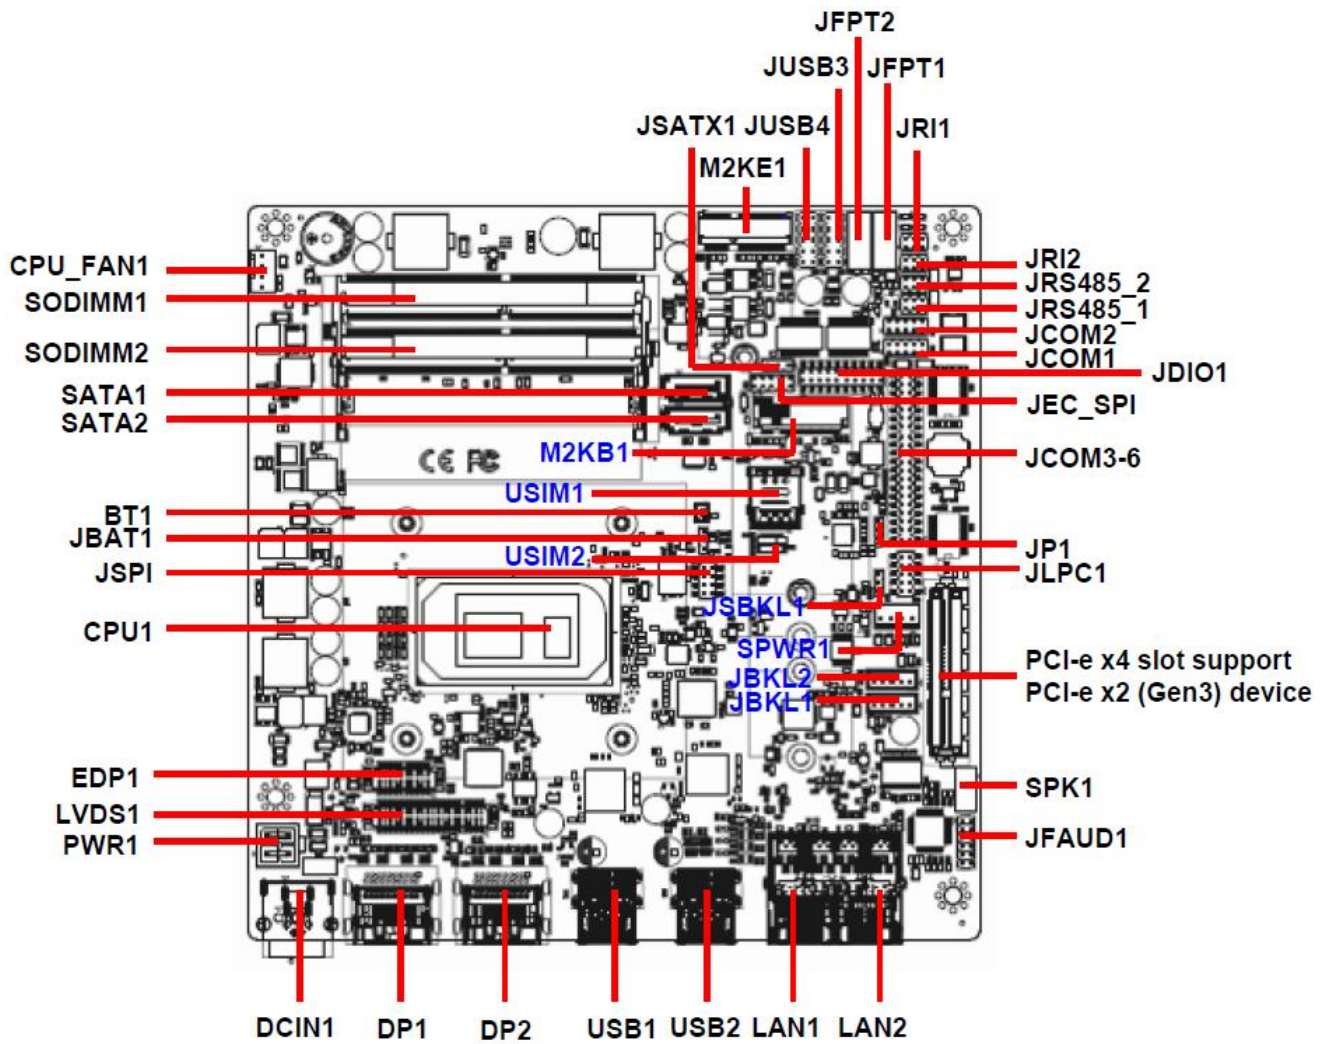 JFPT2
JUSB3 JFPT1
JSATX1 JUSB4 JRI1
M2KE1
CPU_FAN1
SODIMM1
SODIMM2
SATA1
SATA2
BT1
JBAT1
JSPI
CPU1
EDP1
LVDS1
PWR1
M2KB1
USIM1
USIM2
JSBKL1
SPWR1
JBKL2
JBKL1
CE FC
JRI2
JRS485_2
JRS485_1
JCOM2
JCOM1
JDIO1
JEC_SPI
JCOM3-6
JP1
JLPC1
PCI-e x4 slot support
PCI-e x2 (Gen3) device
SPK1
JFAUD1
DCIN1 DP1 DP2 USB1 USB2 LAN1 LAN2